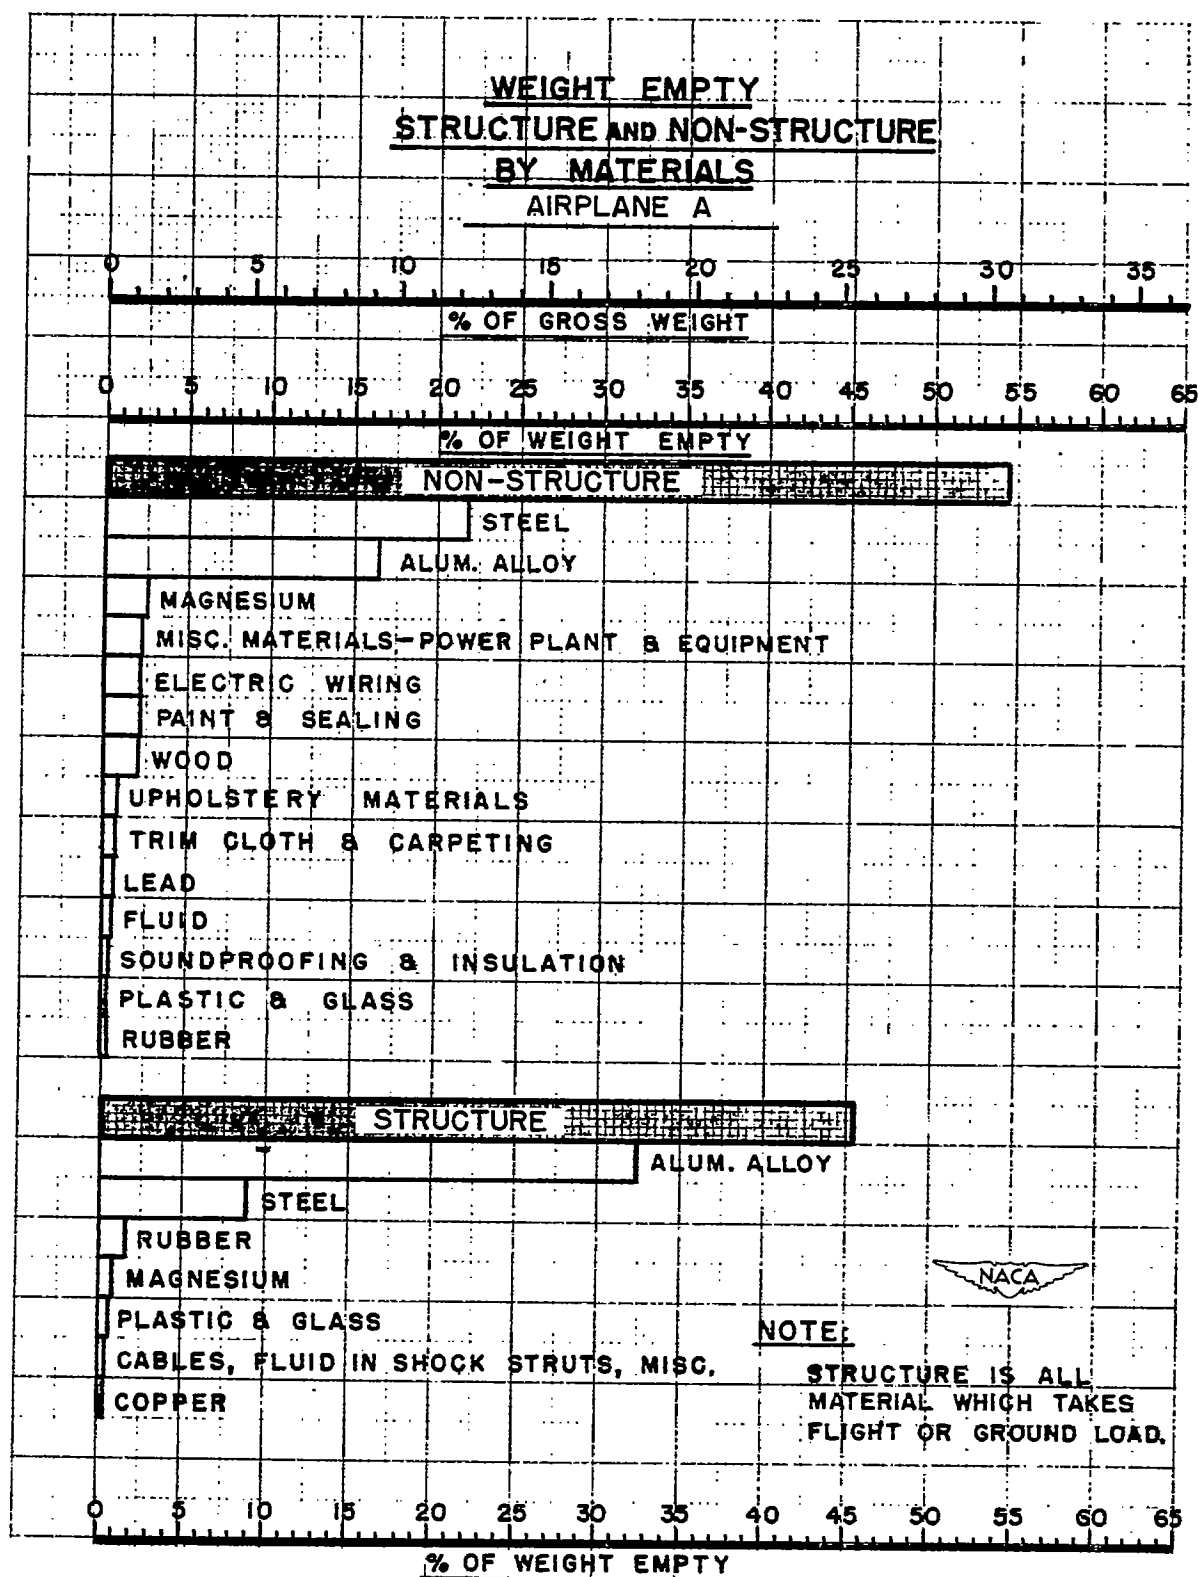 WEIGHT EMPTY
STRUCTURE AND NON-STRUCTURE
BY MATERIALS
AIRPLANE A
0 5 10 15 20 25 30 35
% OF GROSS WEIGHT
0 5 10 15 20 25 30 35 40 45 50 55 60 65
% OF WEIGHT EMPTY
NON-STRUCTURE
STEEL
ALUM. ALLOY
MAGNESIUM
MISC. MATERIALS-POWER PLANT & EQUIPMENT
ELECTRIC WIRING
PAINT & SEALING
WOOD
UPHOLSTERY MATERIALS
TRIM CLOTH & CARPETING
LEAD
FLUID
SOUNDPROOFING & INSULATION
PLASTIC & GLASS
RUBBER
STRUCTURE
ALUM. ALLOY
STEEL
RUBBER
MAGNESIUM
PLASTIC & GLASS
CABLES, FLUID IN SHOCK STRUTS, MISC.
COPPER
NACA
NOTE:
STRUCTURE IS ALL
MATERIAL WHICH TAKES
FLIGHT OR GROUND LOAD.
0 5 10 15 20 25 30 35 40 45 50 55 60 65
% OF WEIGHT EMPTY